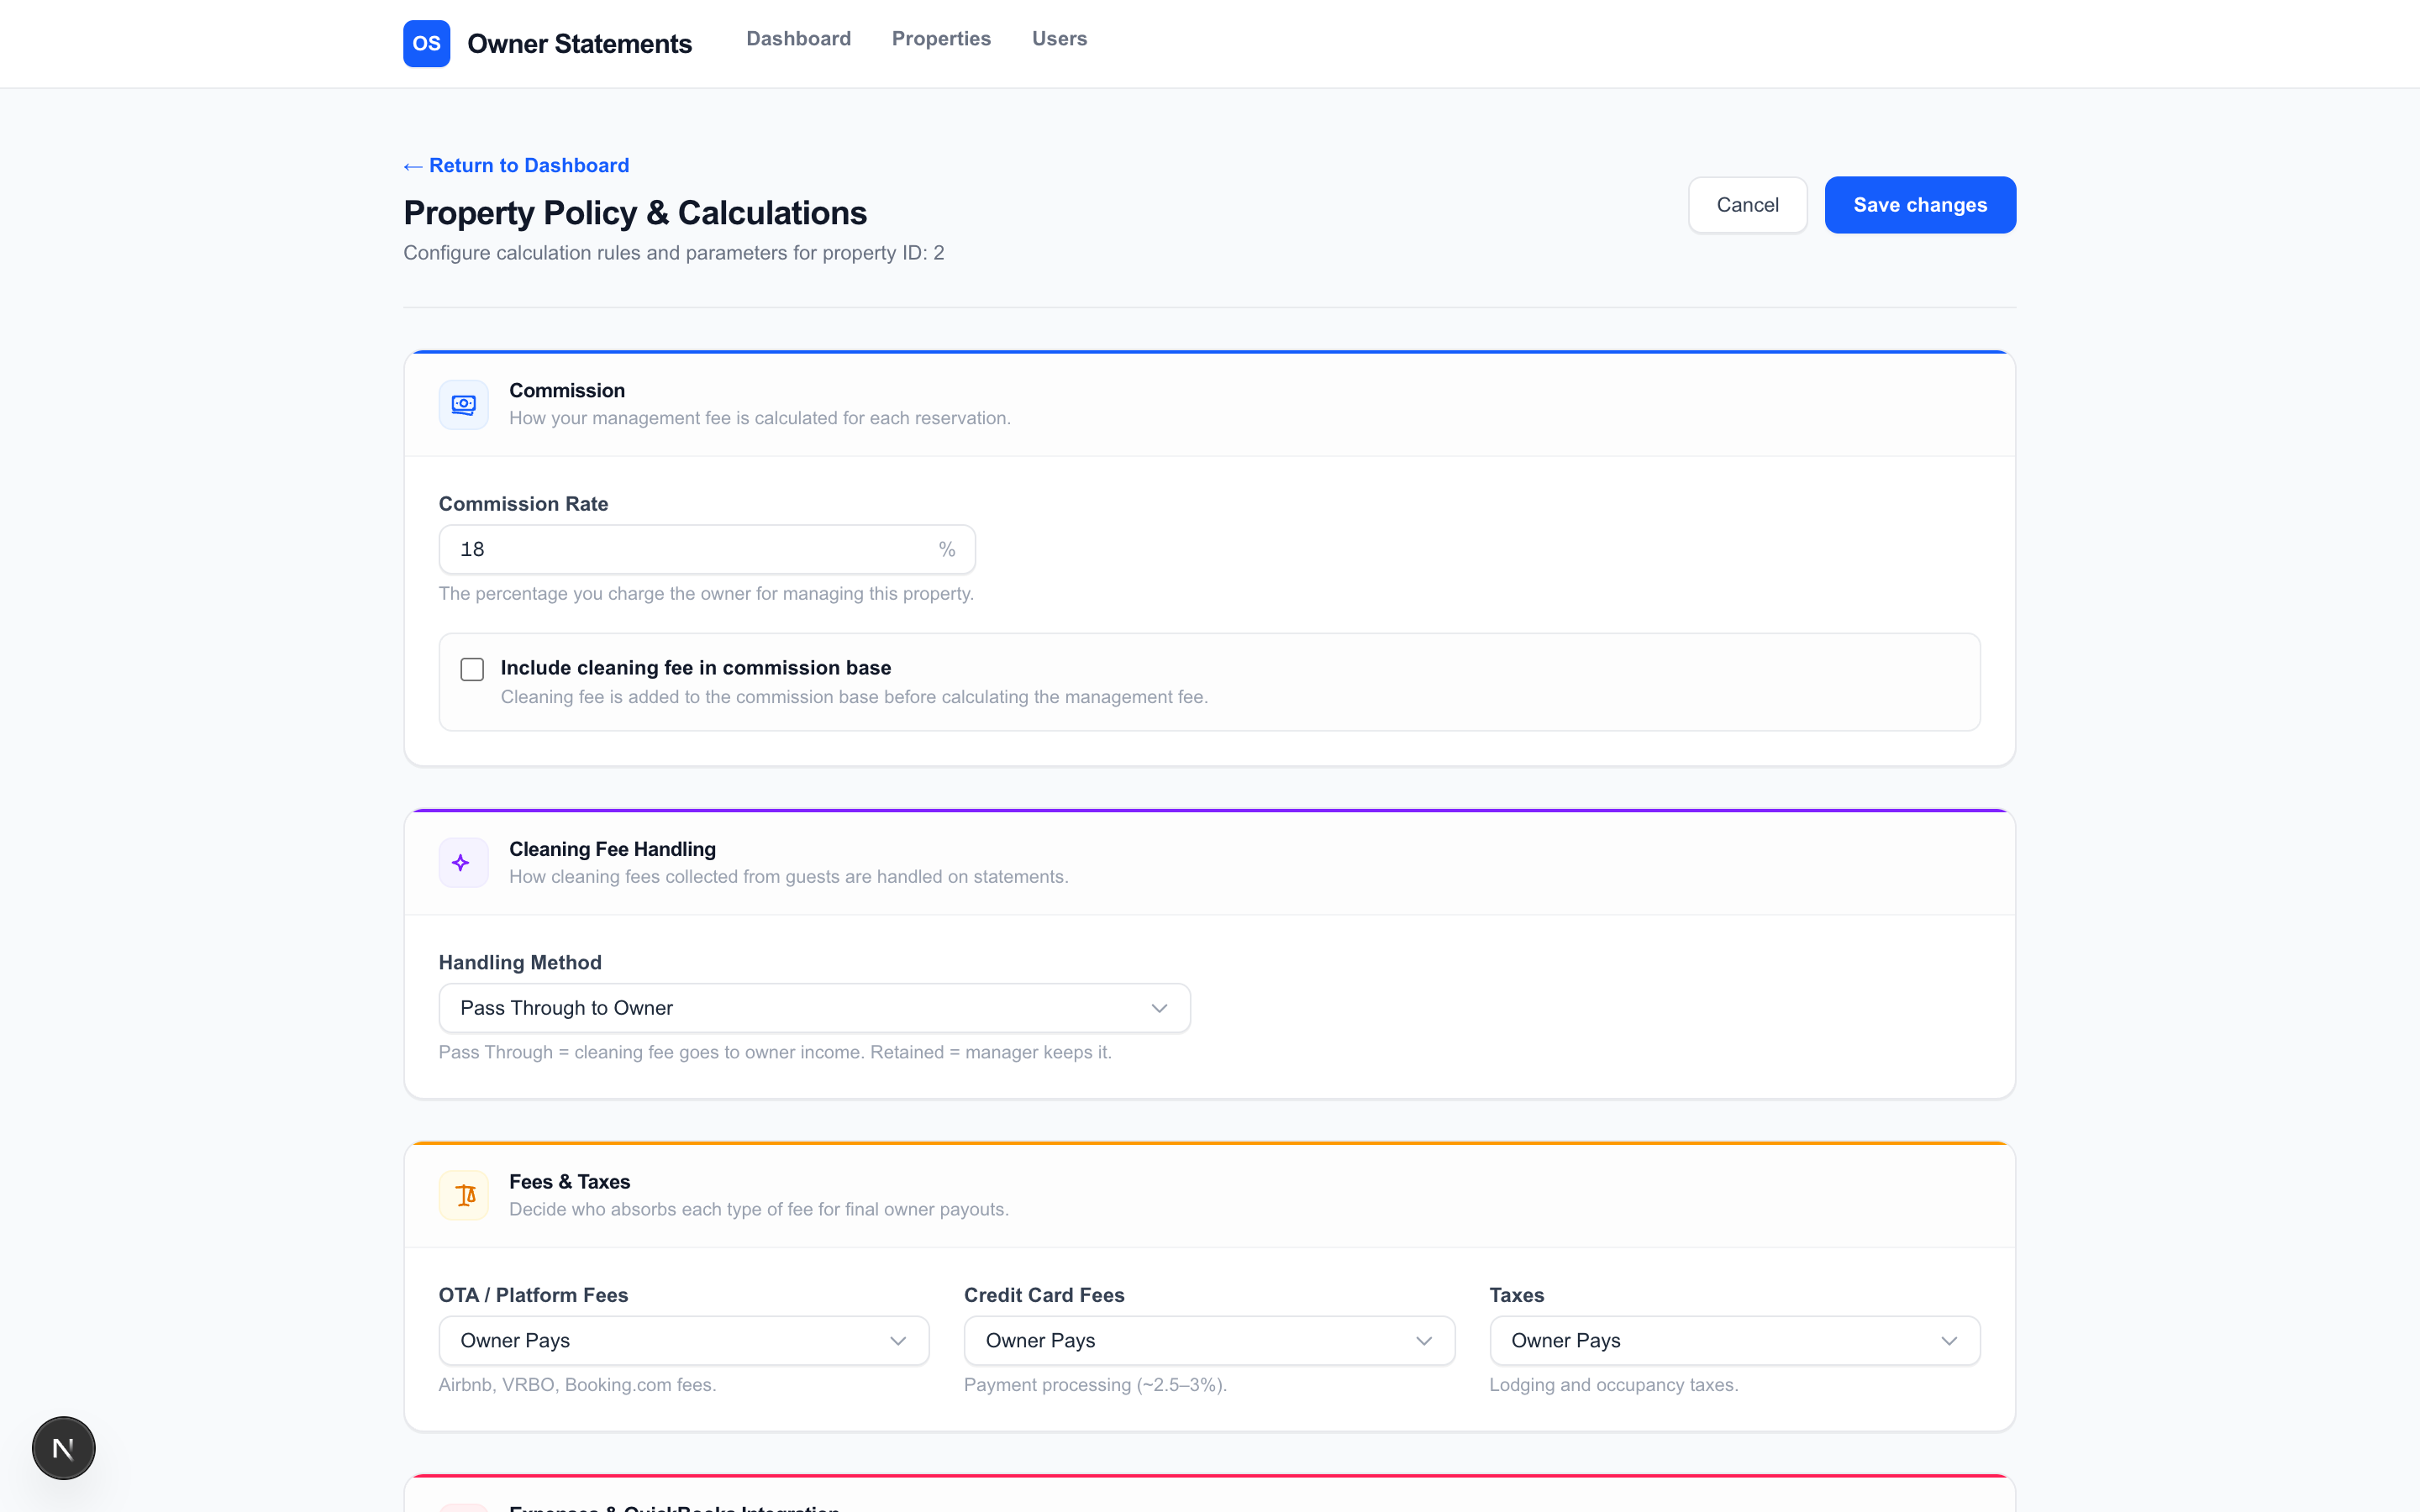 OS Owner Statements Dashboard Properties Users
← Return to Dashboard
Property Policy & Calculations
Configure calculation rules and parameters for property ID: 2
Cancel Save changes
Commission
How your management fee is calculated for each reservation.
Commission Rate
18 %
The percentage you charge the owner for managing this property.
Include cleaning fee in commission base
Cleaning fee is added to the commission base before calculating the management fee.
Cleaning Fee Handling
How cleaning fees collected from guests are handled on statements.
Handling Method
Pass Through to Owner
Pass Through = cleaning fee goes to owner income. Retained = manager keeps it.
Fees & Taxes
Decide who absorbs each type of fee for final owner payouts.
OTA / Platform Fees Credit Card Fees Taxes
Owner Pays Owner Pays Owner Pays
Airbnb, VRBO, Booking.com fees. Payment processing (~2.5–3%). Lodging and occupancy taxes.
N
Expenses & QuickBooks Integration